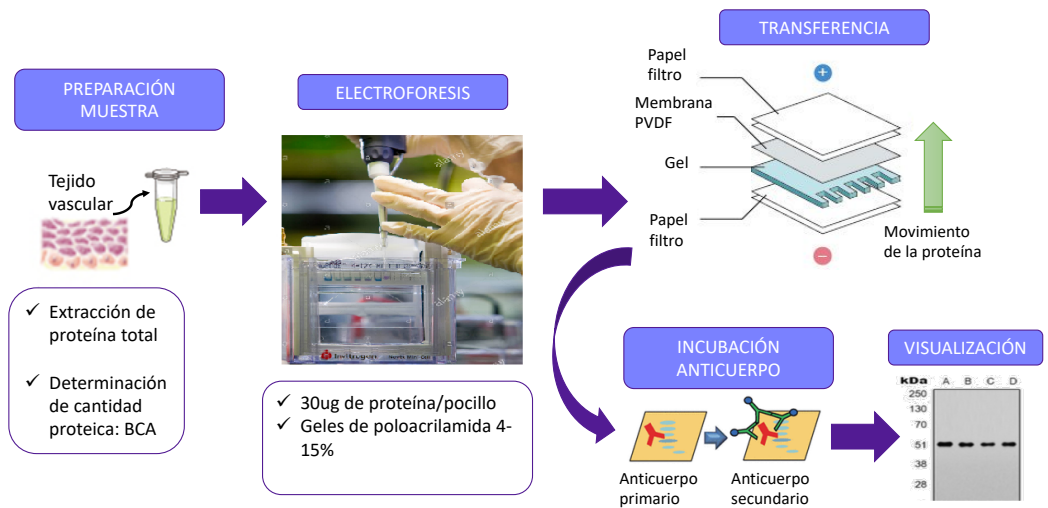 PREPARACIÓN
MUESTRA
Tejido
vascular
✓ Extracción de
proteína total
✓ Determinación
de cantidad
proteica: BCA
ELECTROFORESIS
alamy
a
Invitrogen
✓ 30ug de proteína/pocillo
✓ Geles de poloacrilamida 4-
15%
TRANSFERENCIA
Papel
filtro
Membrana
PVDF
Gel
Papel
filtro
+
−
Movimiento
de la proteína
INCUBACIÓN
ANTICUERPO
Anticuerpo
primario
Anticuerpo
secundario
VISUALIZACIÓN
kDa A B C D
250
130
70
51
38
28